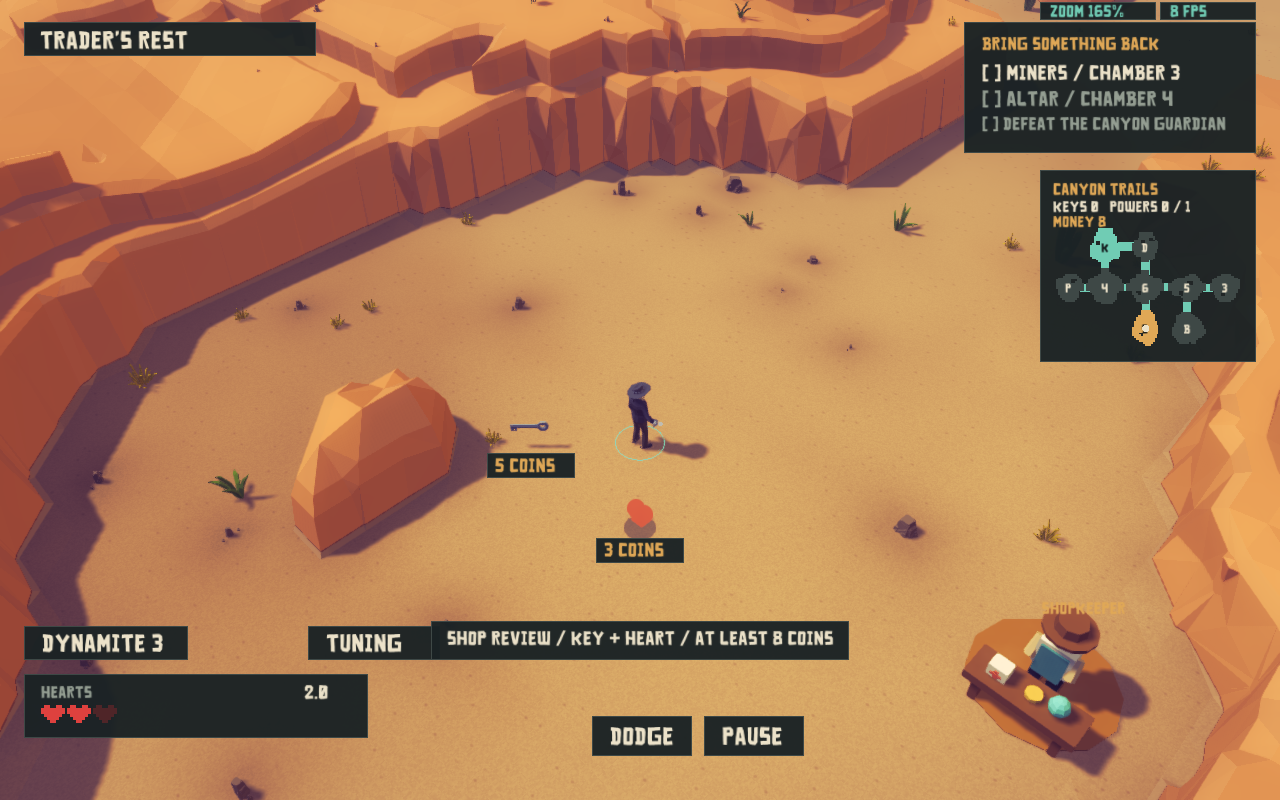 ZOOM 165%
8 FPS
TRADER'S REST
BRING SOMETHING BACK
[ ] MINERS / CHAMBER 3
[ ] ALTAR / CHAMBER 4
[ ] DEFEAT THE CANYON GUARDIAN
CANYON TRAILS
KEYS 0 POWERS 0 / 1
MONEY 8
K D
P 4 6 5 3
B
5 COINS
3 COINS
SHOPKEEPER
DYNAMITE 3
TUNING
SHOP REVIEW / KEY + HEART / AT LEAST 8 COINS
HEARTS 2.0
DODGE
PAUSE